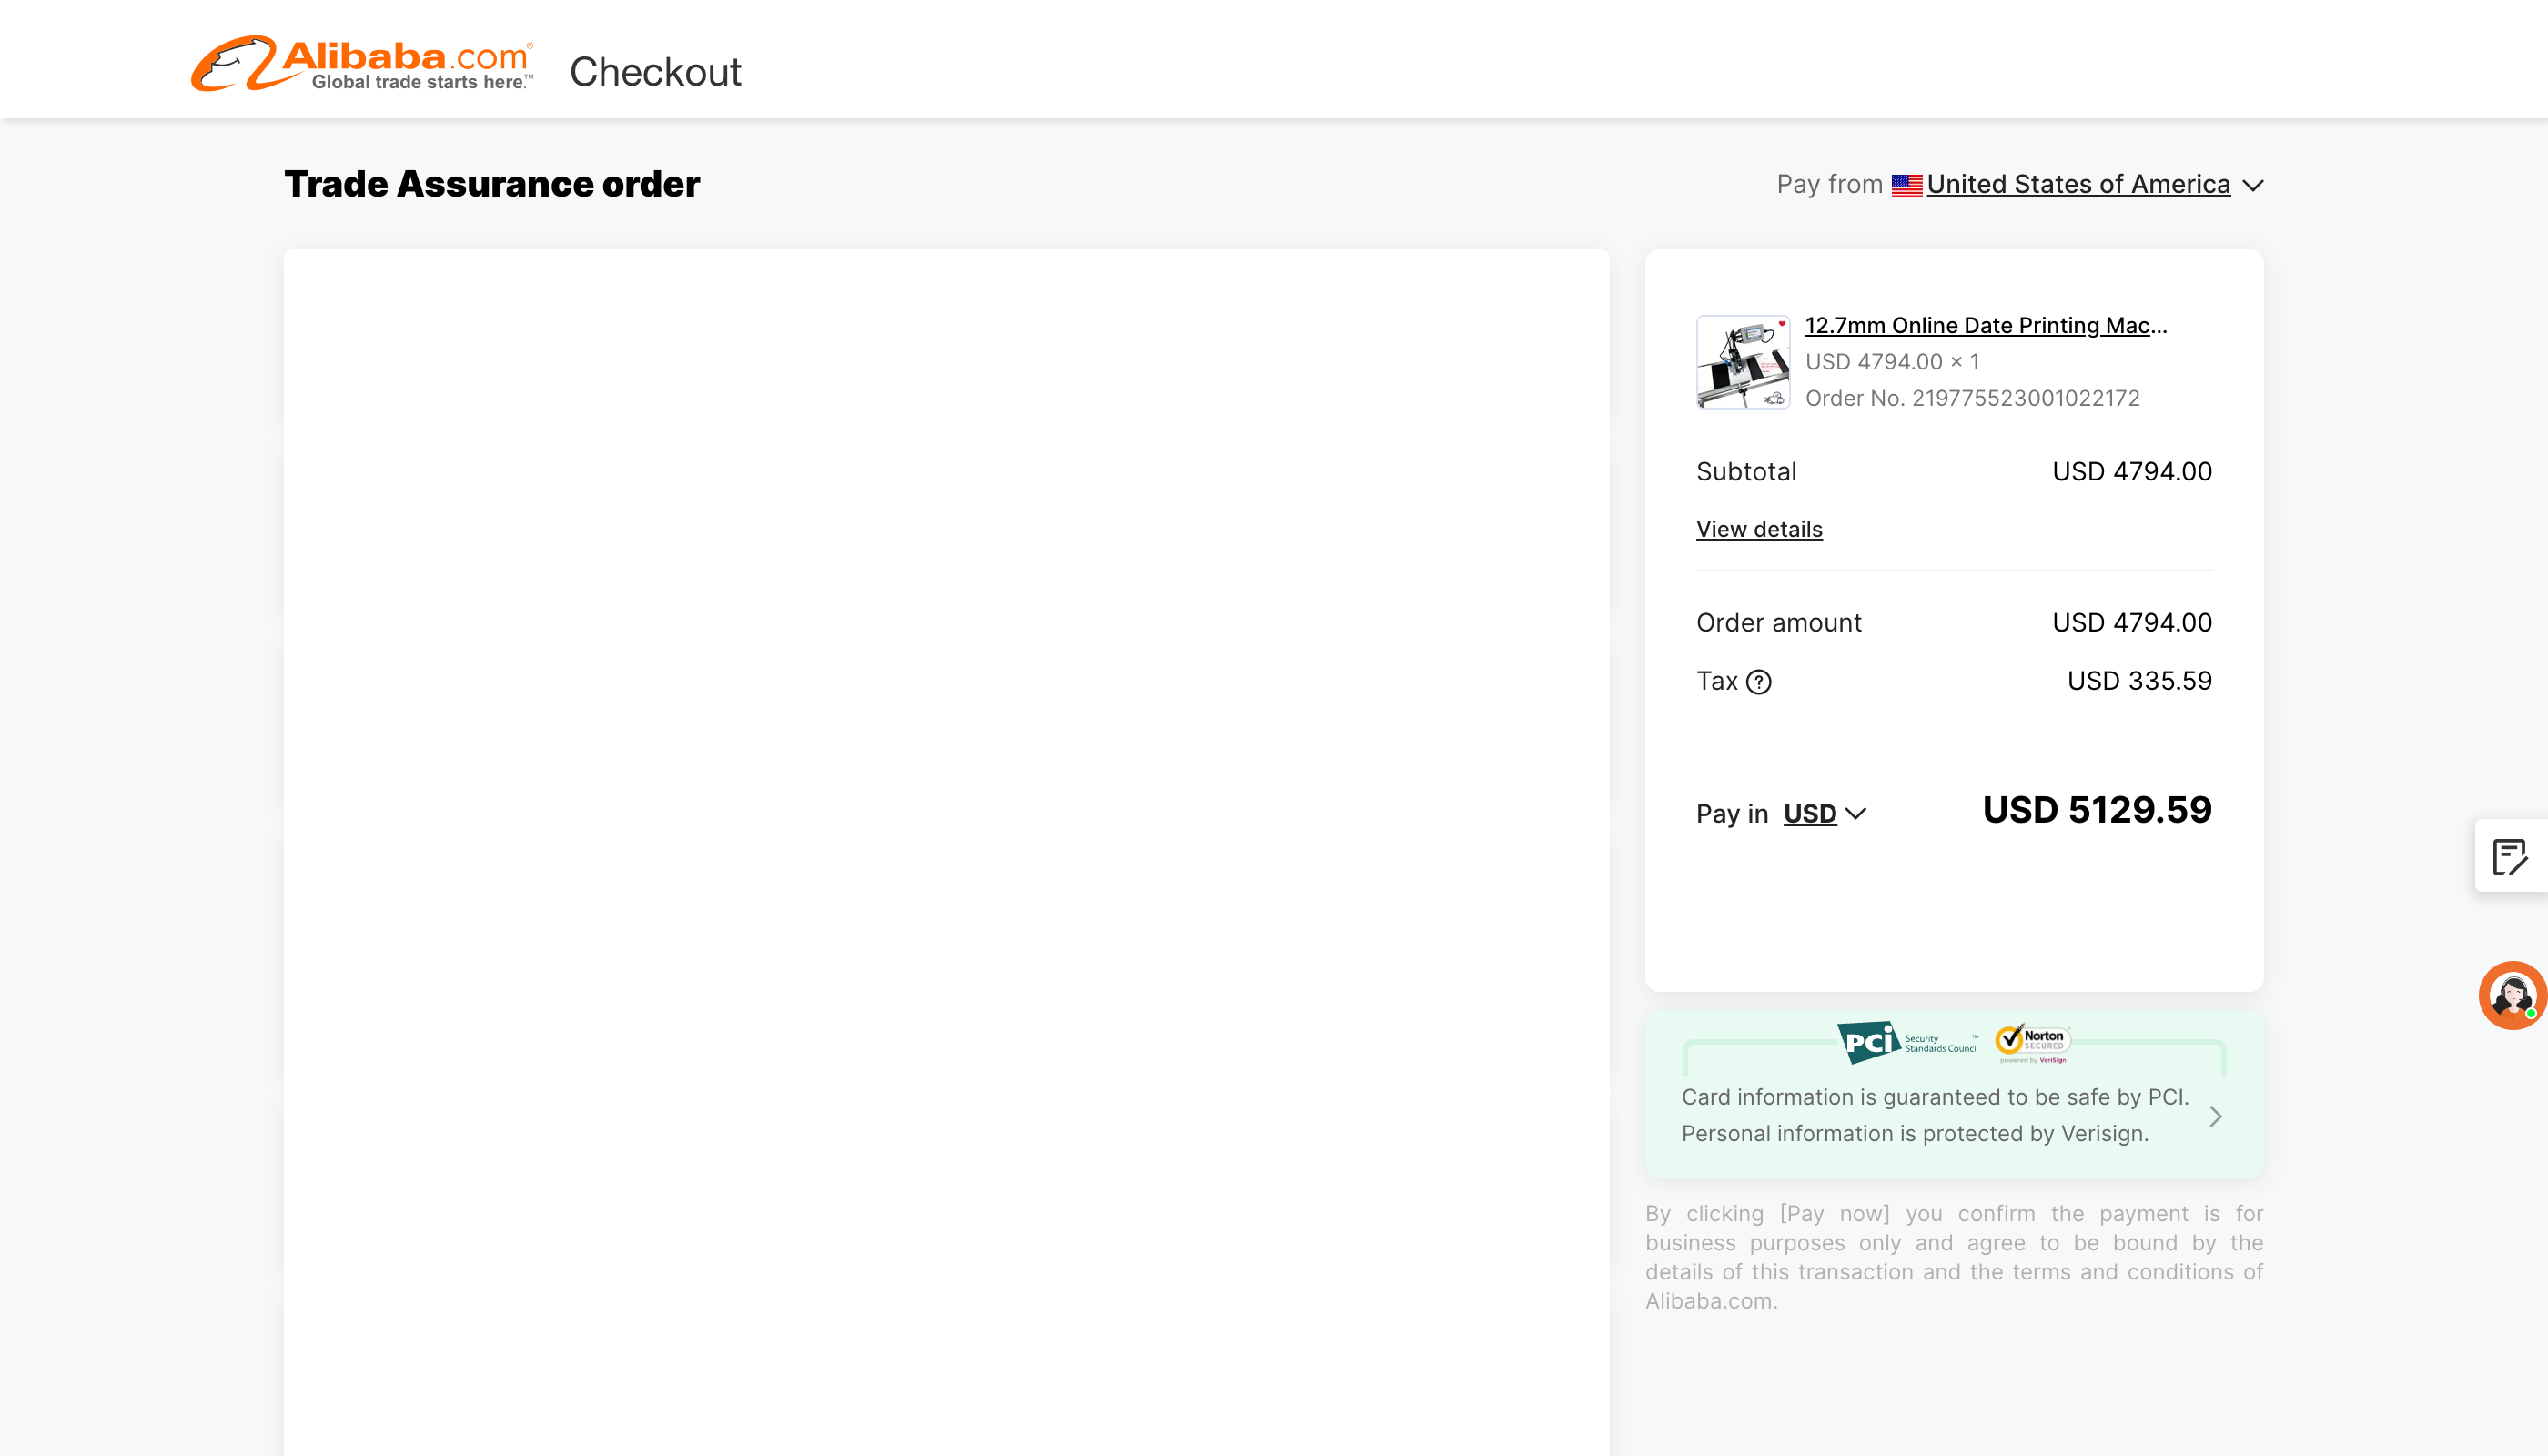 Alibaba.com®
Global trade starts here.™
Checkout
Trade Assurance order
Pay from United States of America
12.7mm Online Date Printing Mac...
USD 4794.00 × 1
Order No. 219775523001022172
Subtotal USD 4794.00
View details
Order amount USD 4794.00
Tax ? USD 335.59
Pay in USD USD 5129.59
PCI Security Standards Council ™
Norton SECURED
powered by VeriSign
Card information is guaranteed to be safe by PCI.
Personal information is protected by Verisign.
By clicking [Pay now] you confirm the payment is for
business purposes only and agree to be bound by the
details of this transaction and the terms and conditions of
Alibaba.com.